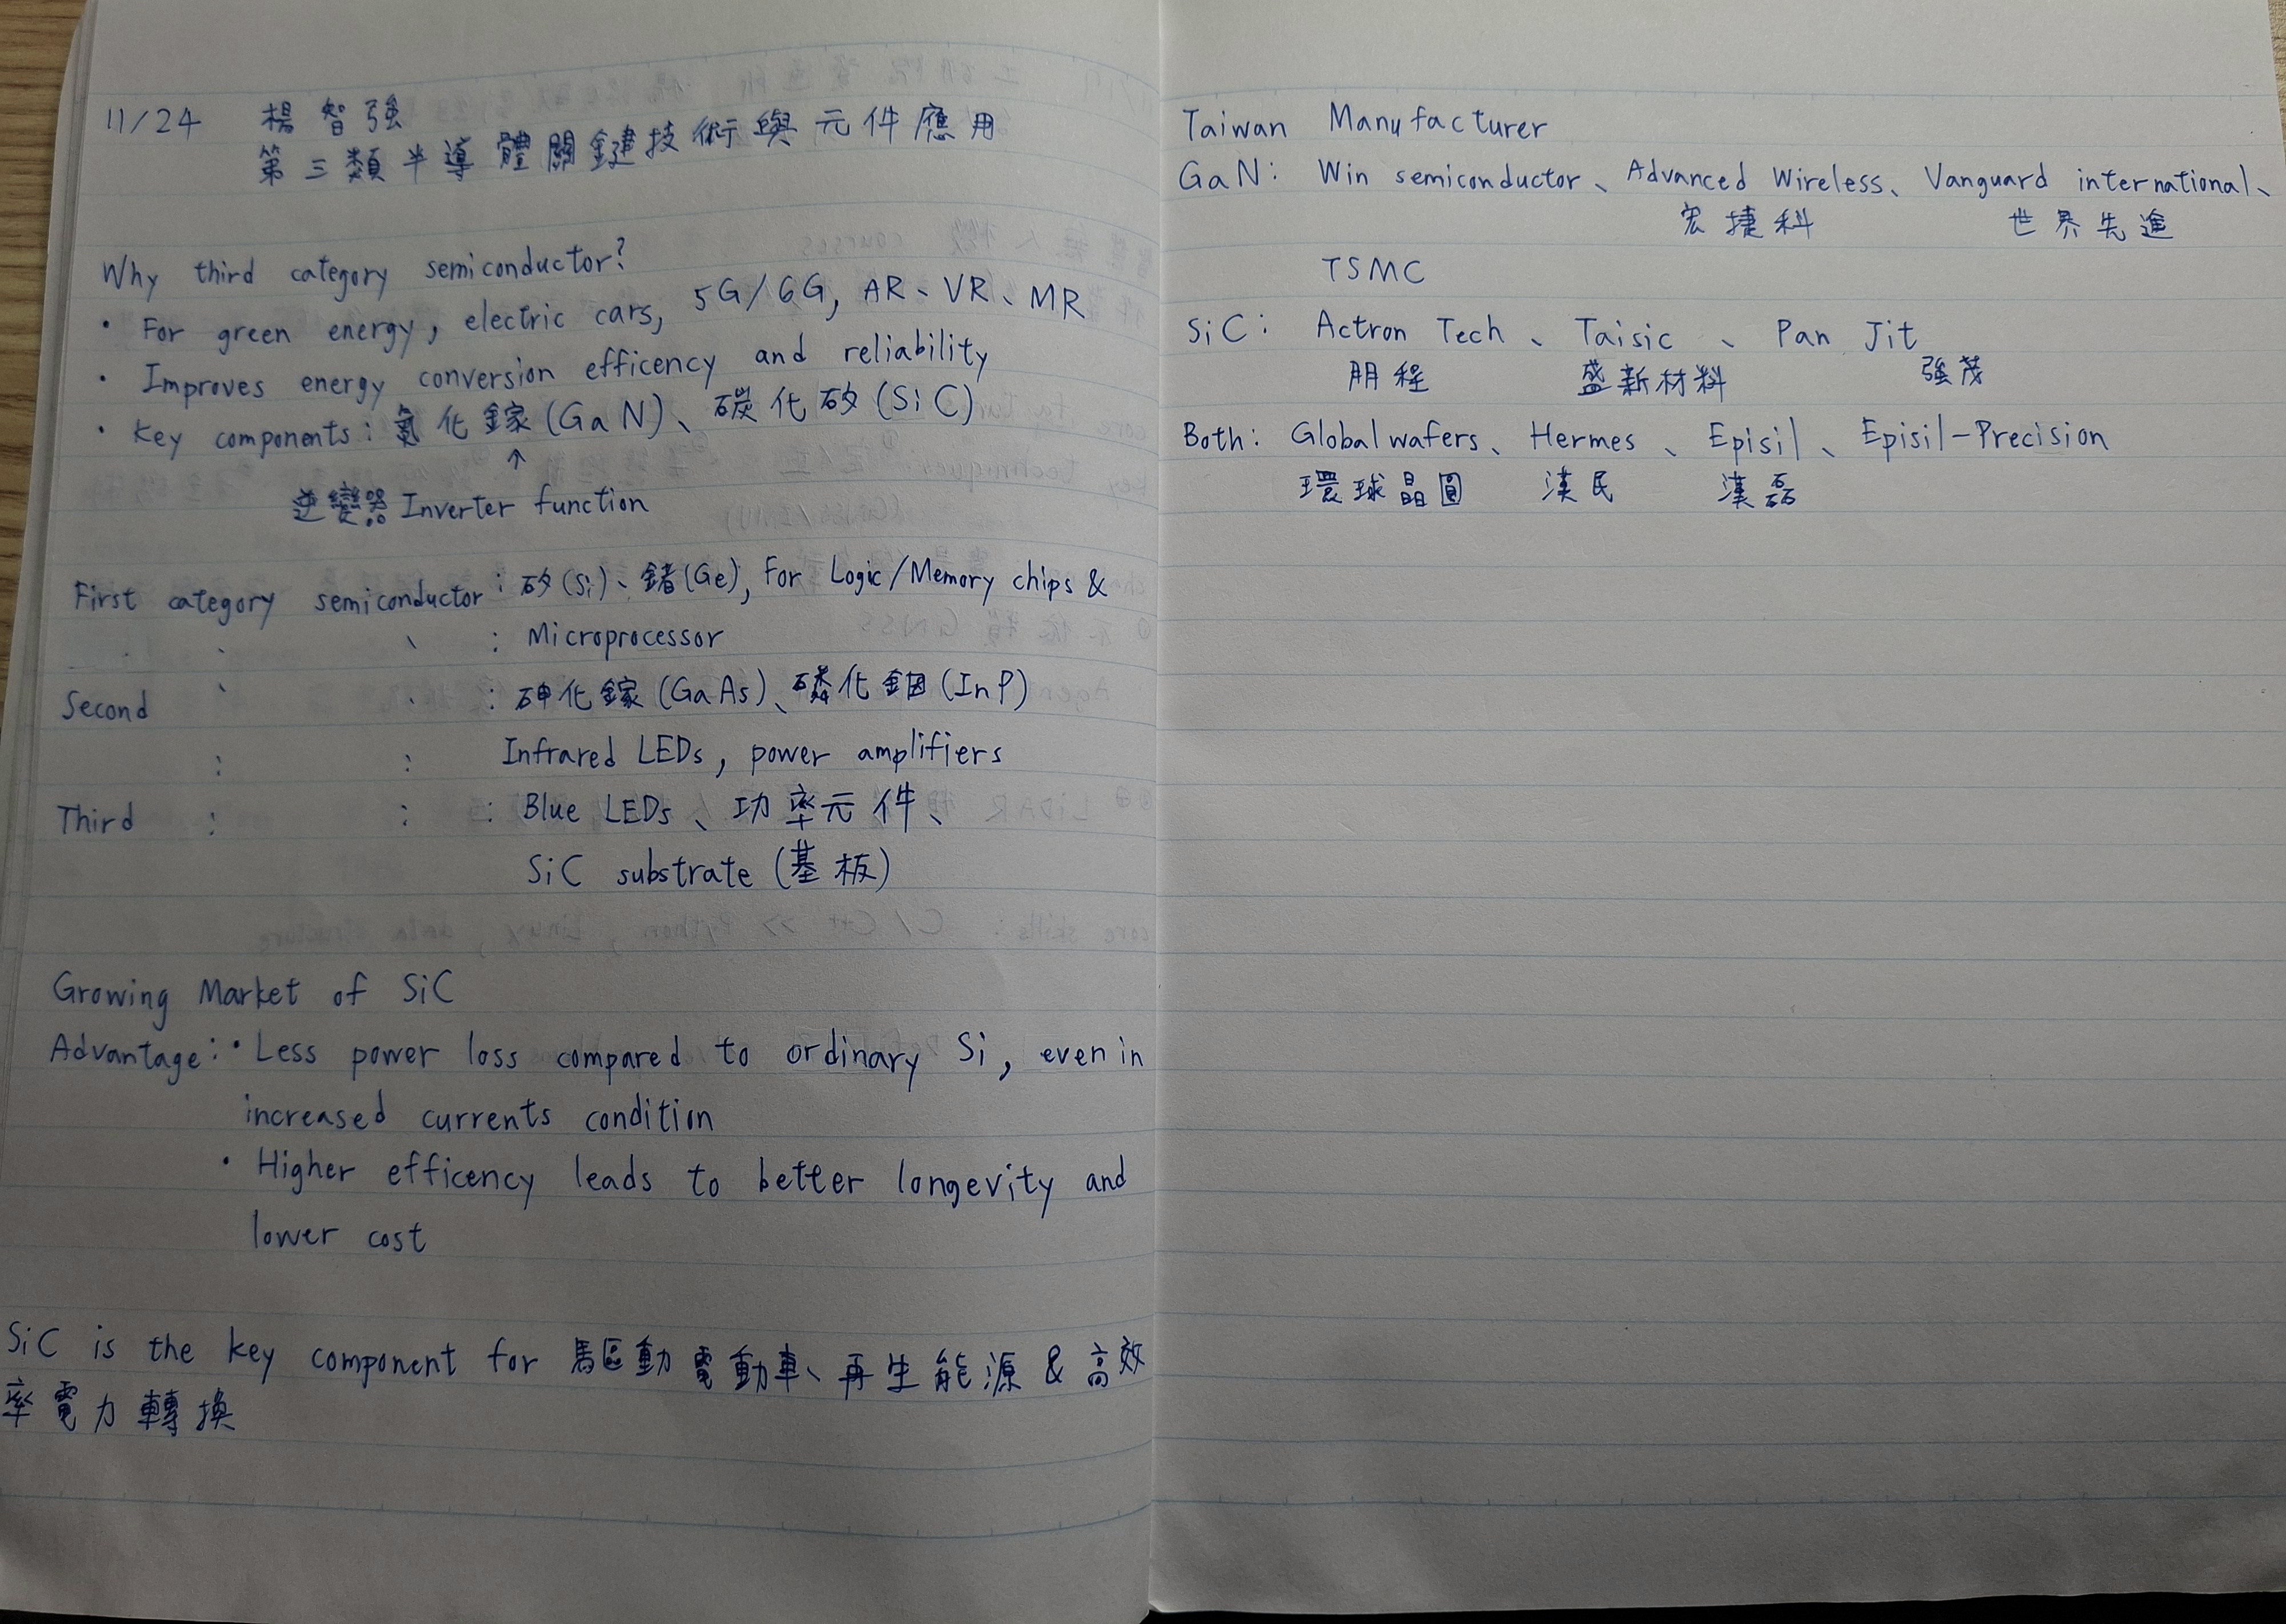 11/24 楊智強
第三類半導體關鍵技術與元件應用
Why third category semiconductor?
• For green energy, electric cars, 5G/6G, AR、VR、MR
• Improves energy conversion efficency and reliability
• Key components: 氮化鎵(GaN)、碳化矽(SiC)
↑
逆變器 Inverter function
First category semiconductor: 矽(Si)、鍺(Ge), For Logic/Memory chips &
: Microprocessor
Second : 砷化鎵(GaAs)、磷化銦(InP)
: : Infrared LEDs, power amplifiers
Third : : : Blue LEDs、功率元件、
SiC substrate (基板)
Growing Market of SiC
Advantage: • Less power loss compared to ordinary Si, even in
increased currents condition
• Higher efficency leads to better longevity and
lower cost
SiC is the key component for 驅動電動車、再生能源 & 高效
率電力轉換
Taiwan Manufacturer
GaN: Win semiconductor、Advanced Wireless、Vanguard international、
宏捷科 世界先進
TSMC
SiC: Actron Tech、Taisic、Pan Jit
朋程 盛新材料 強茂
Both: Globalwafers、Hermes、Episil、Episil-Precision
環球晶圓 漢民 漢磊